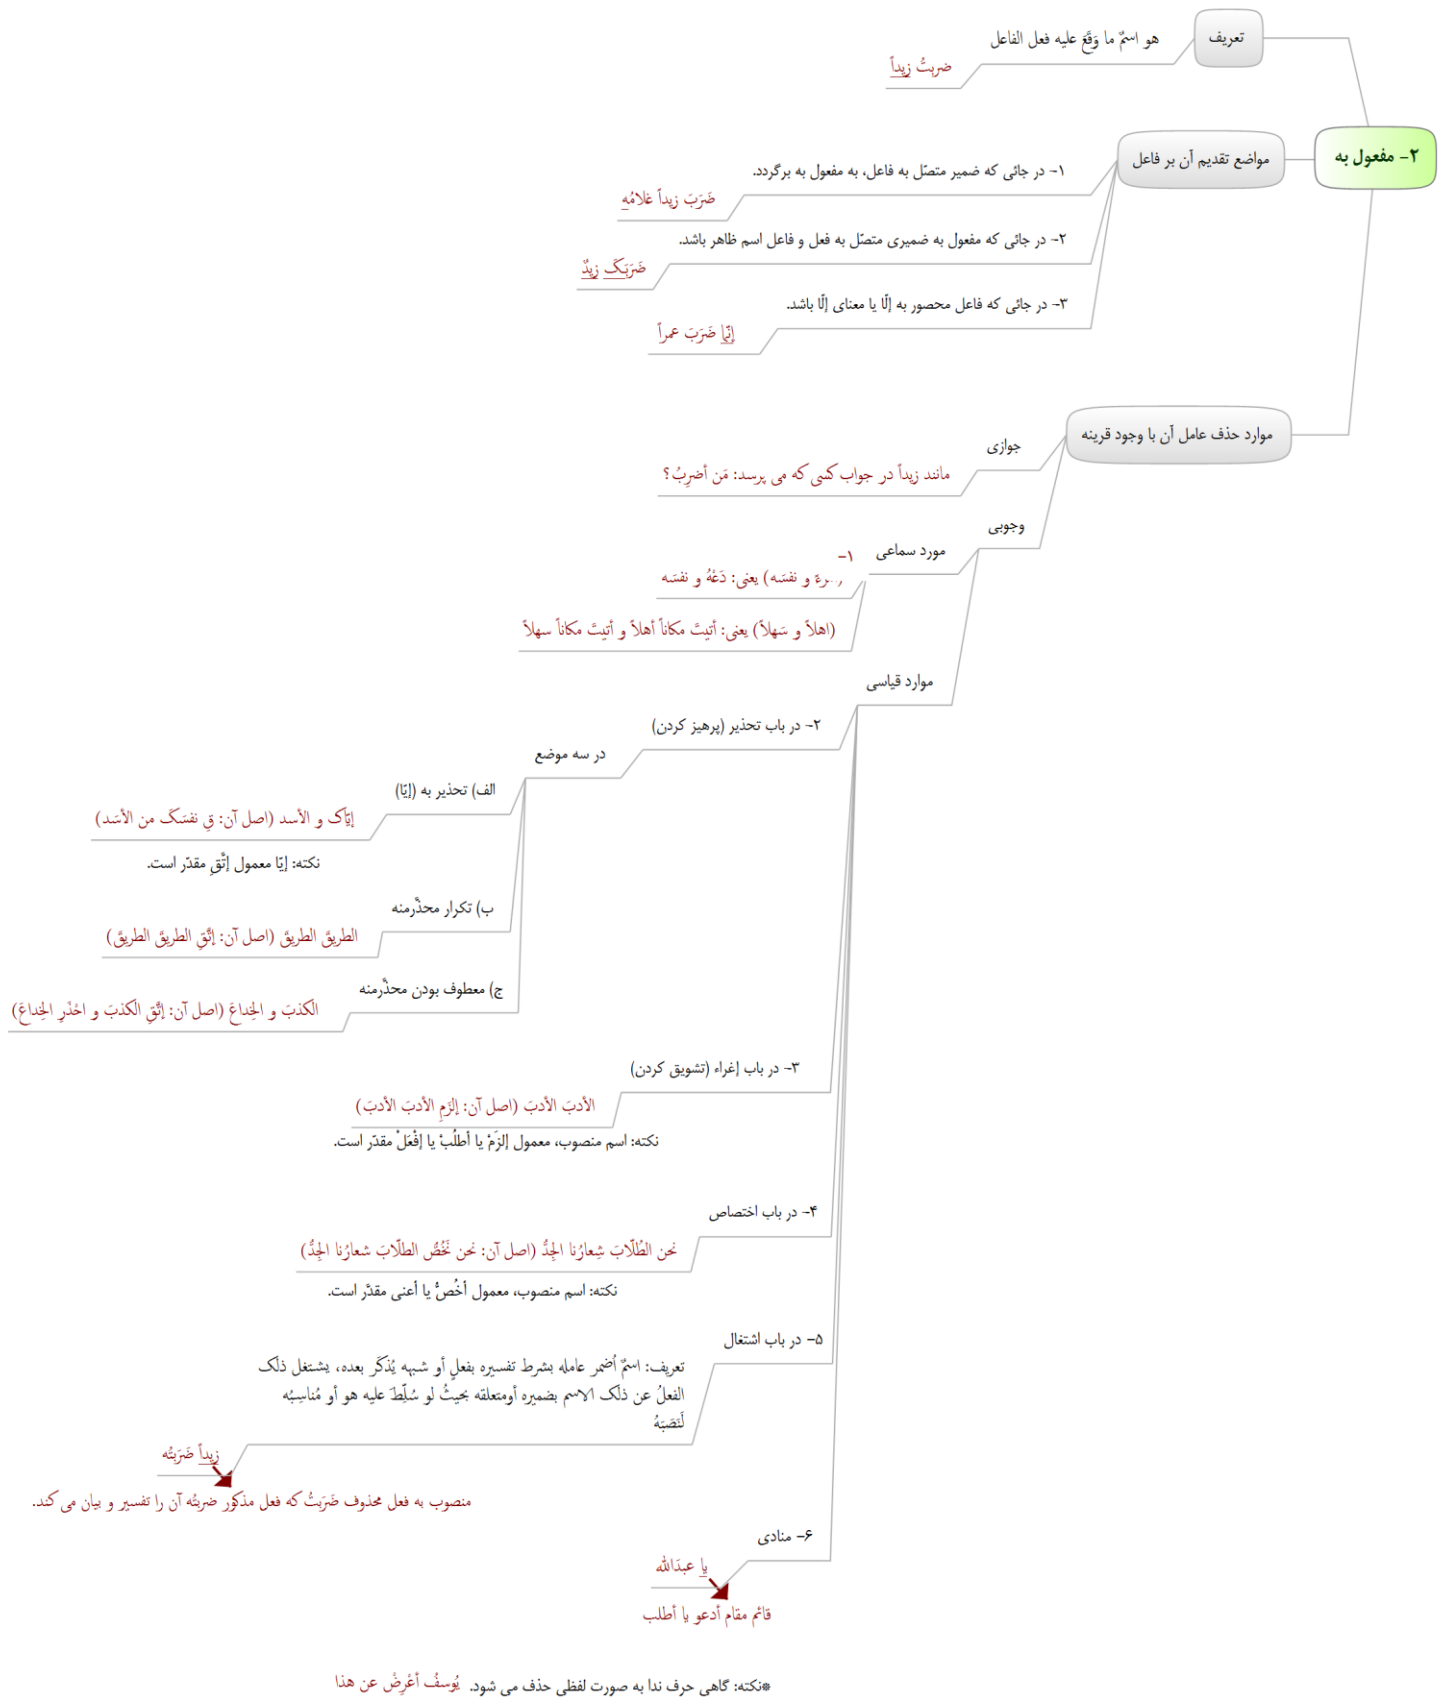 ۲- مفعول به
تعریف
هو اسمٌ ما وَقَعَ علیه فعل الفاعل
ضربتُ زیداً
مواضع تقدیم آن بر فاعل
۱- در جائی که ضمیر متصّل به فاعل، به مفعول به برگردد.
ضَرَبَ زیداً غلامُه
۲- در جائی که مفعول به ضمیری متصّل به فعل و فاعل اسم ظاهر باشد.
ضَرَبَکَ زیدٌ
۳- در جائی که فاعل محصور به إلّا یا معنای إلّا باشد.
إنّما ضَرَبَ عمراً
موارد حذف عامل آن با وجود قرینه
جوازی
مانند زیداً در جواب کسی که می پرسد: مَن أضرِبُ؟
وجوبی
مورد سماعی
۱-
و نفسَه) یعنی: دَعْهُ و نفسَه
(اهلاً و سَهلاً) یعنی: أتیتَ مکاناً أهلاً و أتیتَ مکاناً سهلاً
موارد قیاسی
۲- در باب تحذیر (پرهیز کردن)
در سه موضع
الف) تحذیر به (إیّا)
إیّاک و الأسد (اصل آن: قِ نفسَکَ من الأسَد)
نکته: إیّا معمول إتَّقِ مقدّر است.
ب) تکرار محذَّرمنه
الطریقَ الطریقَ (اصل آن: إتَّقِ الطریقَ الطریقَ)
ج) معطوف بودن محذَّرمنه
الکذبَ و الخِداعَ (اصل آن: إتَّقِ الکذبَ و احْذَرِ الخِداعَ)
۳- در باب إغراء (تشویق کردن)
الأدبَ الأدبَ (اصل آن: إلزَمِ الأدبَ الأدبَ)
نکته: اسم منصوب، معمول إلزَمْ یا أطلُبْ یا إفْعَلْ مقدّر است.
۴- در باب اختصاص
نحن الطُلّابَ شِعارُنا الجِدُّ (اصل آن: نحن نَخُصُّ الطلّابَ شعارُنا الجِدُّ)
نکته: اسم منصوب، معمول أخُصُّ یا أعنی مقدَّر است.
۵- در باب اشتغال
تعریف: اسمٌ اُضمر عامله بشرط تفسیره بفعلٍ أو شبهه یُذکَر بعده، یشتغل ذلک
الفعلُ عن ذلک الاسم بضمیره أومتعلقه بحیثُ لو سُلِّطَ علیه هو أو مُناسِبُه
لَنَصَبَهُ
زیداً ضَرَبتُه
منصوب به فعل محذوف ضَرَبتُ که فعل مذکور ضربتُه آن را تفسیر و بیان می کند.
۶- منادی
یا عبدَالله
قائم مقام أدعو یا أطلب
*نکته: گاهی حرف ندا به صورت لفظی حذف می شود. یُوسفُ أعْرِضْ عن هذا